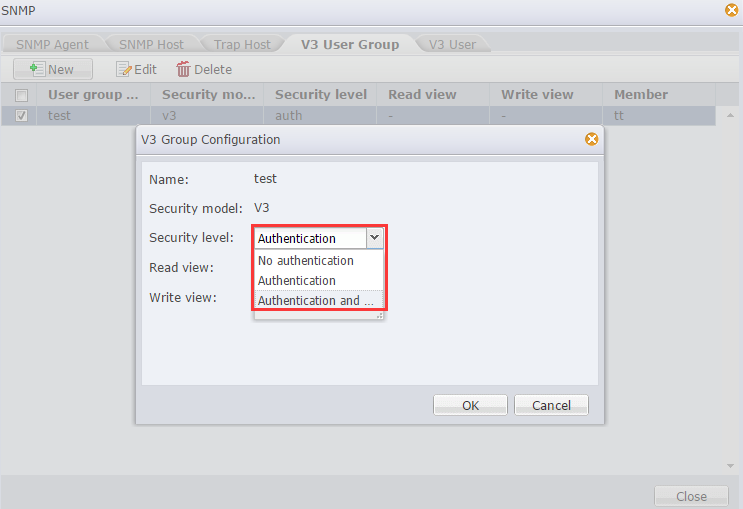 SNMP
SNMP Agent SNMP Host Trap Host V3 User Group V3 User
New Edit Delete
User group ... Security mo... Security level Read view Write view Member
test v3 auth - - tt
V3 Group Configuration
Name: test
Security model: V3
Security level: Authentication
No authentication
Read view:
Authentication
Write view: Authentication and ...
OK Cancel
Close